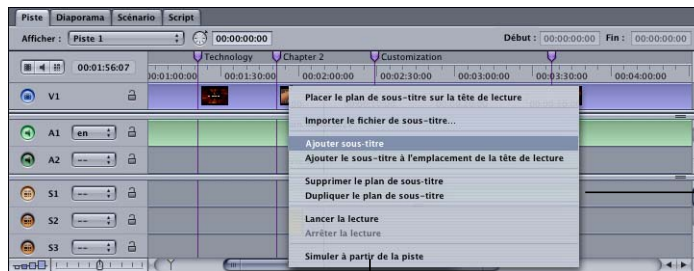 Piste Diaporama Scénario Script
Afficher : Piste 1 00:00:00:00 Début : 00:00:00:00 Fin : 00:00:00:00
Technology Chapter 2 Customization
00:01:56:07
00:01:00:00 00:01:30:00 00:02:00:00 00:02:30:00 00:03:00:00 00:03:30:00 00:04:00:00
V1
Placer le plan de sous-titre sur la tête de lecture
Importer le fichier de sous-titre...
A1 en
Ajouter sous-titre
Ajouter le sous-titre à l'emplacement de la tête de lecture
A2 --
Supprimer le plan de sous-titre
S1 --
Dupliquer le plan de sous-titre
S2 --
Lancer la lecture
Arrêter la lecture
S3 --
Simuler à partir de la piste